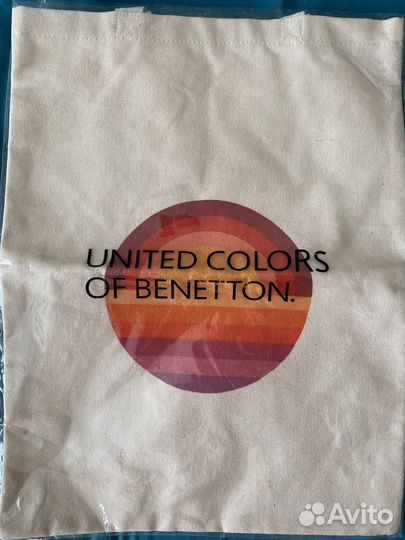 UNITED COLORS
OF BENETTON.
Avito